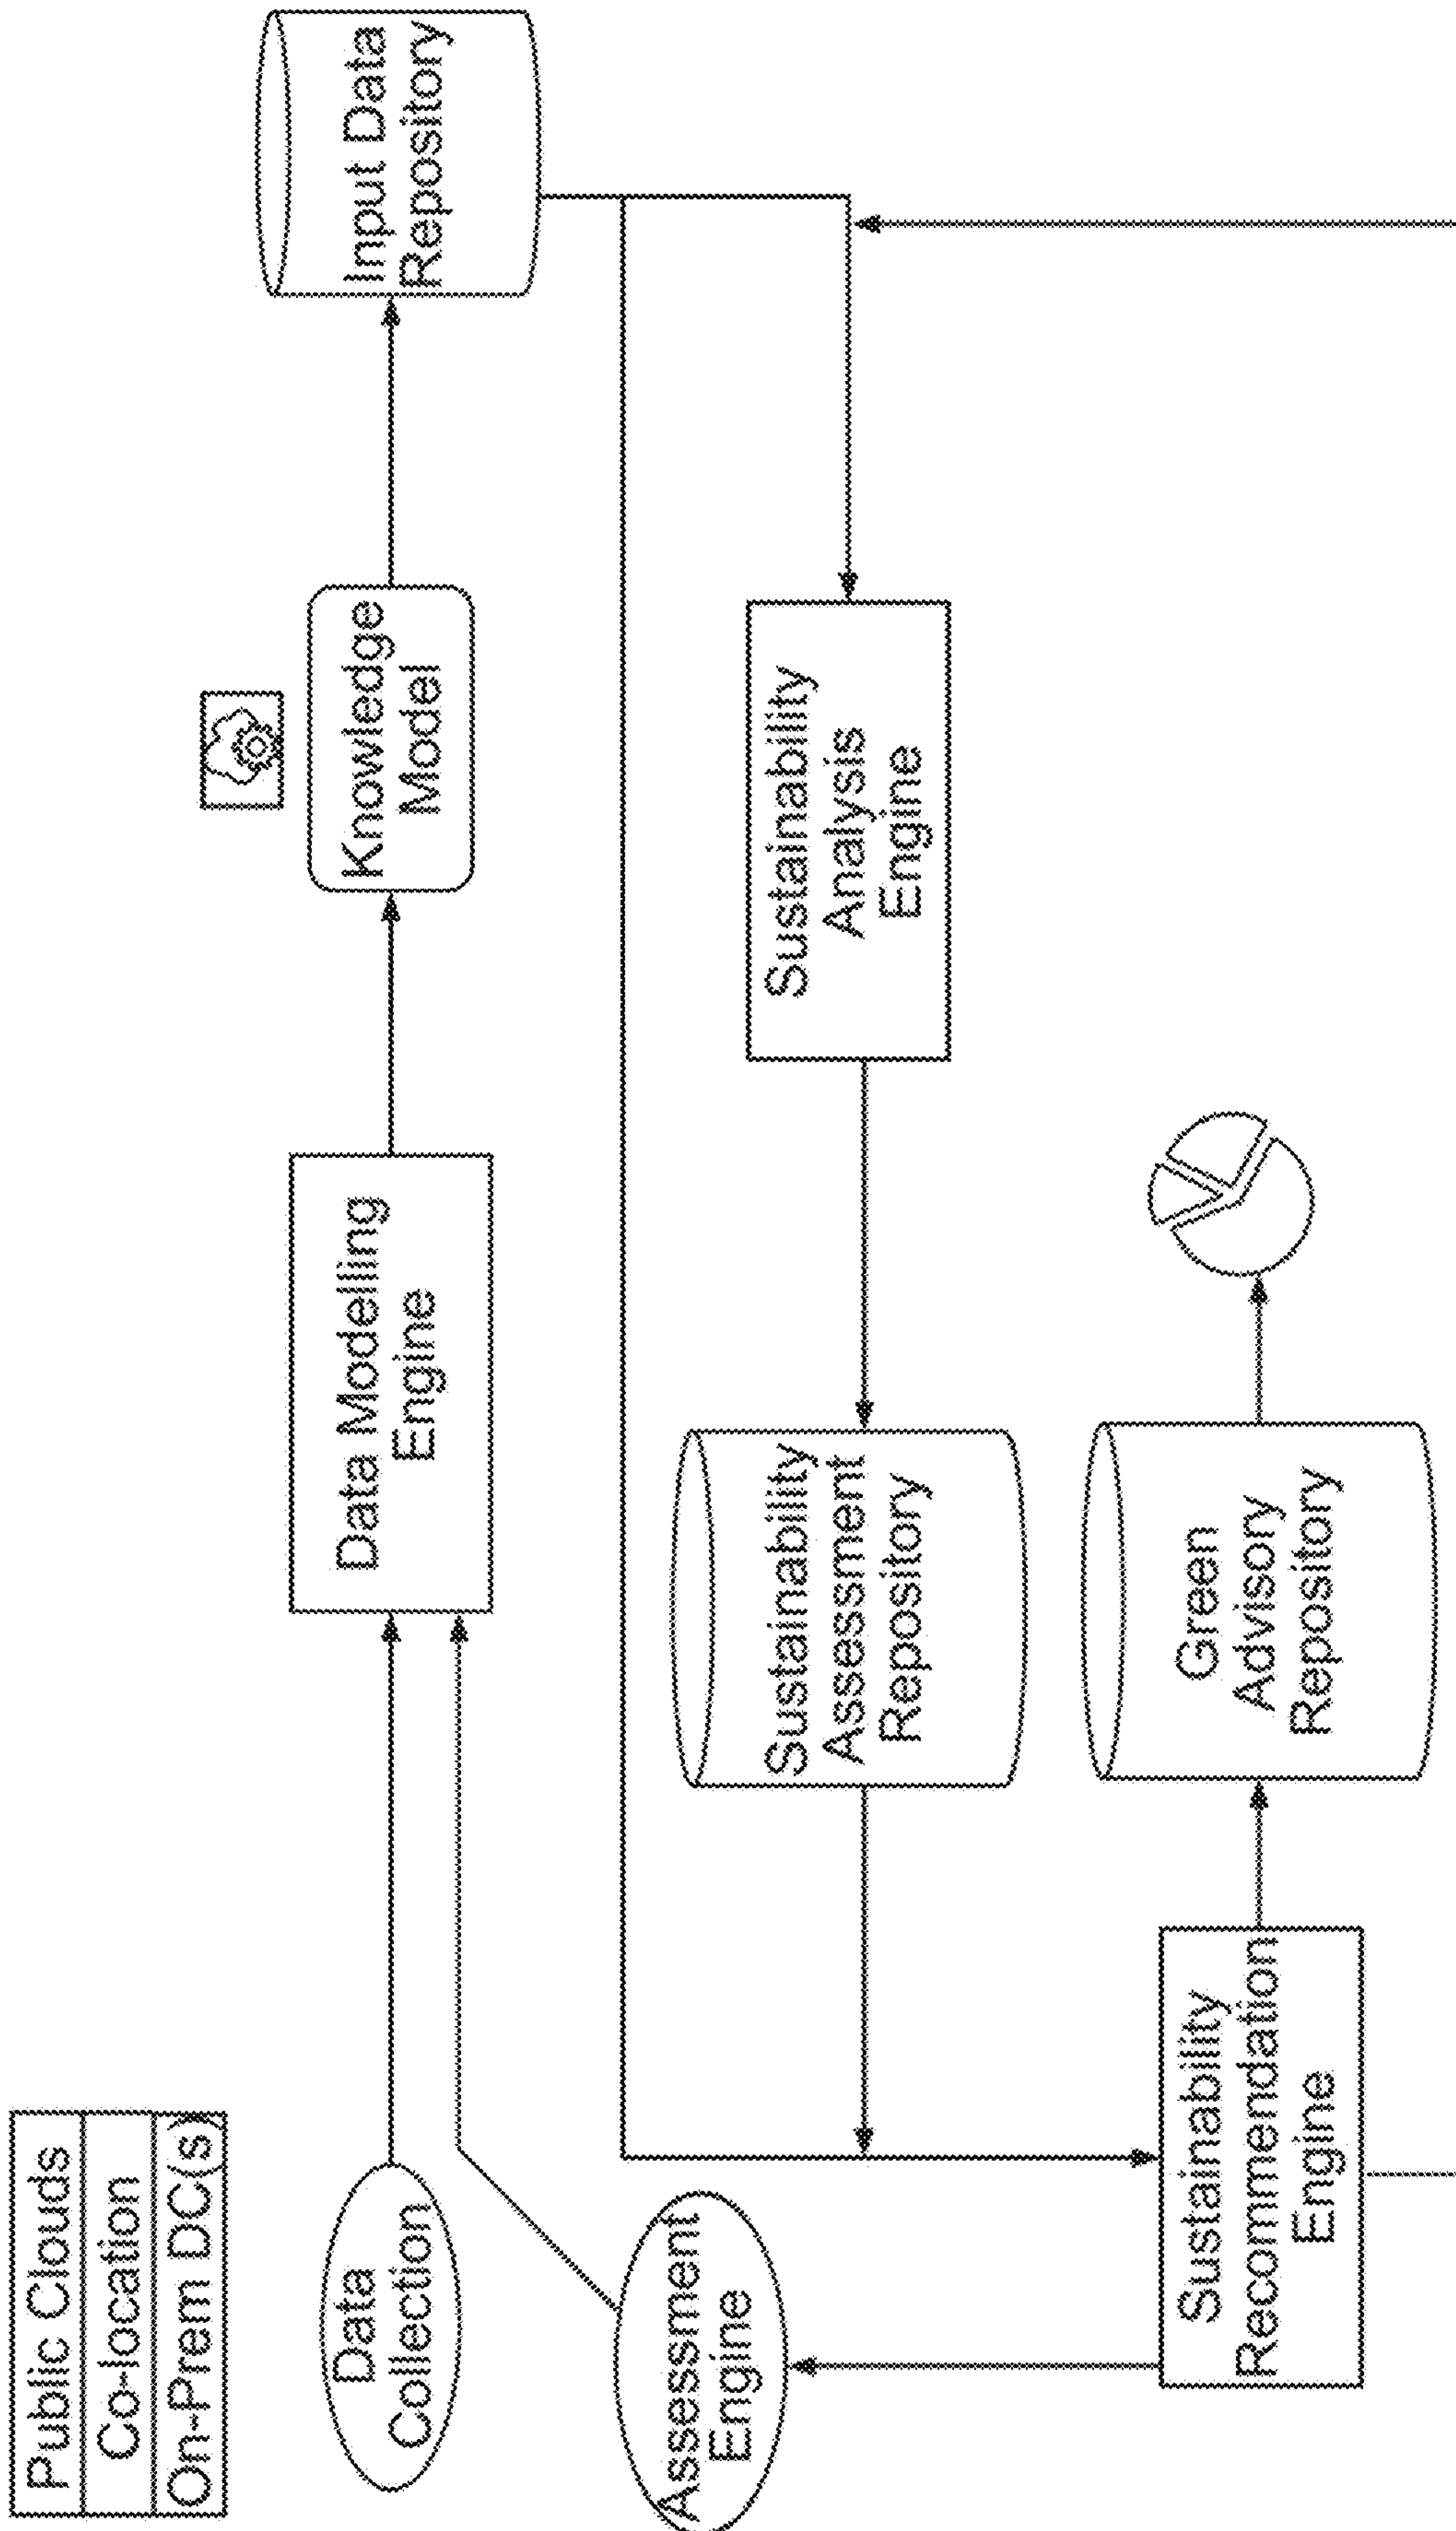 Public Clouds
Co-location
On-Prem DC(s)
Data
Collection
Data Modelling
Engine
Knowledge
Model
Input Data
Repository
Assessment
Engine
Sustainability
Assessment
Repository
Sustainability
Analysis
Engine
Sustainability
Recommendation
Engine
Green
Advisory
Repository